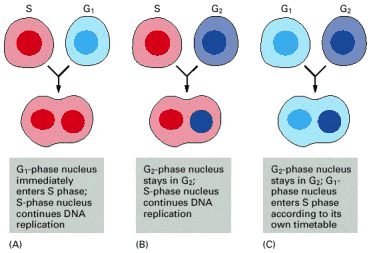 S G₁ S G₂ G₁ G₂
G₁-phase nucleus
immediately
enters S phase;
S-phase nucleus
continues DNA
replication
G₂-phase nucleus
stays in G₂;
S-phase nucleus
continues DNA
replication
G₂-phase nucleus
stays in G₂; G₁-
phase nucleus
enters S phase
according to its
own timetable
(A) (B) (C)